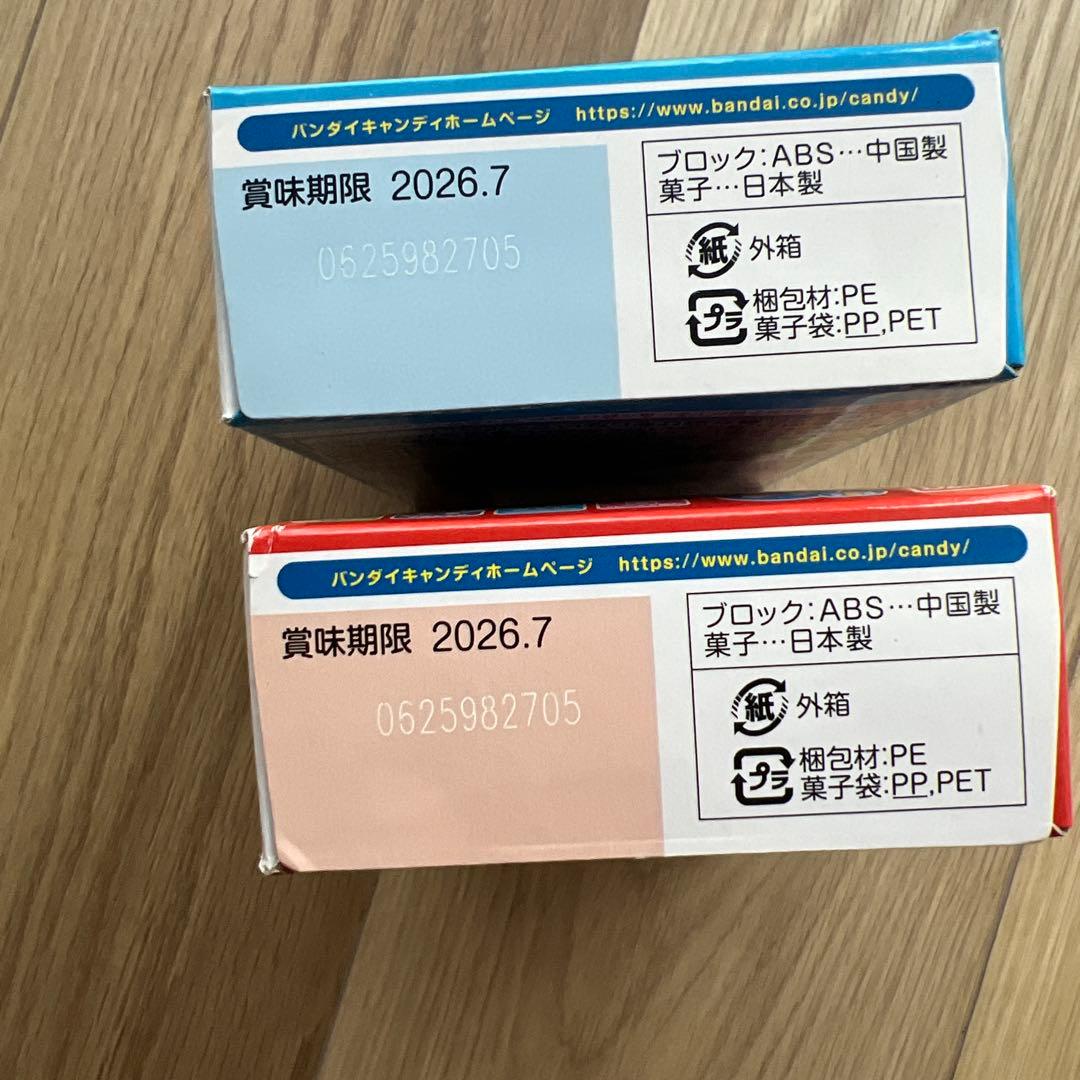 バンダイキャンディホームページ https://www.bandai.co.jp/candy/
賞味期限 2026.7
0625982705
ブロック:ABS…中国製
菓子…日本製
紙 外箱
プラ 梱包材:PE
菓子袋:PP,PET
バンダイキャンディホームページ https://www.bandai.co.jp/candy/
賞味期限 2026.7
0625982705
ブロック:ABS…中国製
菓子…日本製
紙 外箱
プラ 梱包材:PE
菓子袋:PP,PET